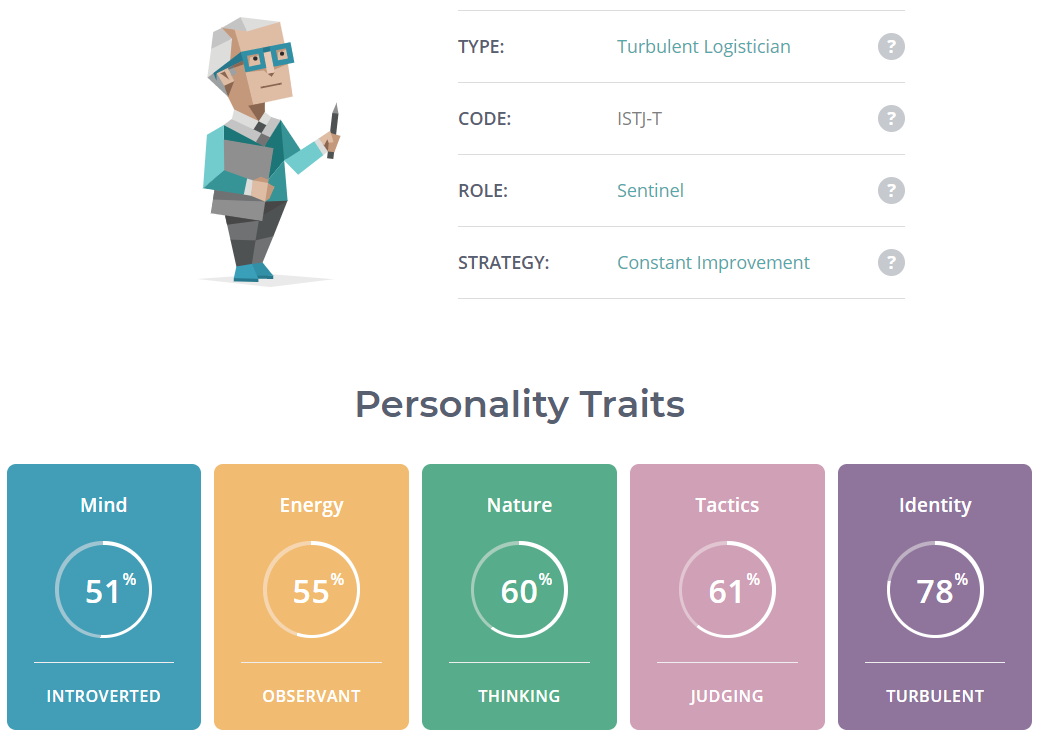 TYPE: Turbulent Logistician ?
CODE: ISTJ-T ?
ROLE: Sentinel ?
STRATEGY: Constant Improvement ?
Personality Traits
Mind
51%
INTROVERTED
Energy
55%
OBSERVANT
Nature
60%
THINKING
Tactics
61%
JUDGING
Identity
78%
TURBULENT